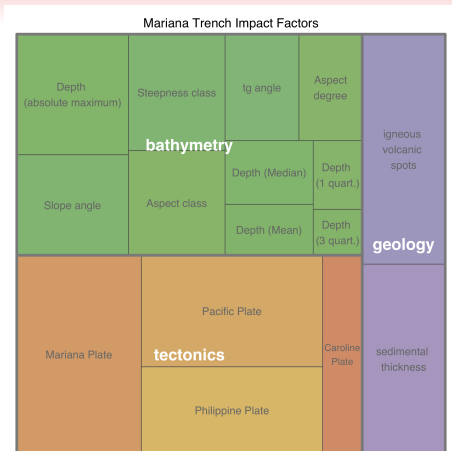 Mariana Trench Impact Factors
Depth
(absolute maximum)
Steepness class
tg angle
Aspect
degree
igneous
volcanic
spots
bathymetry
Depth (Median)
Depth
(1 quart.)
Slope angle
Aspect class
Depth (Mean)
Depth
(3 quart.)
geology
Mariana Plate
Pacific Plate
Caroline
Plate
tectonics
sedimental
thickness
Philippine Plate